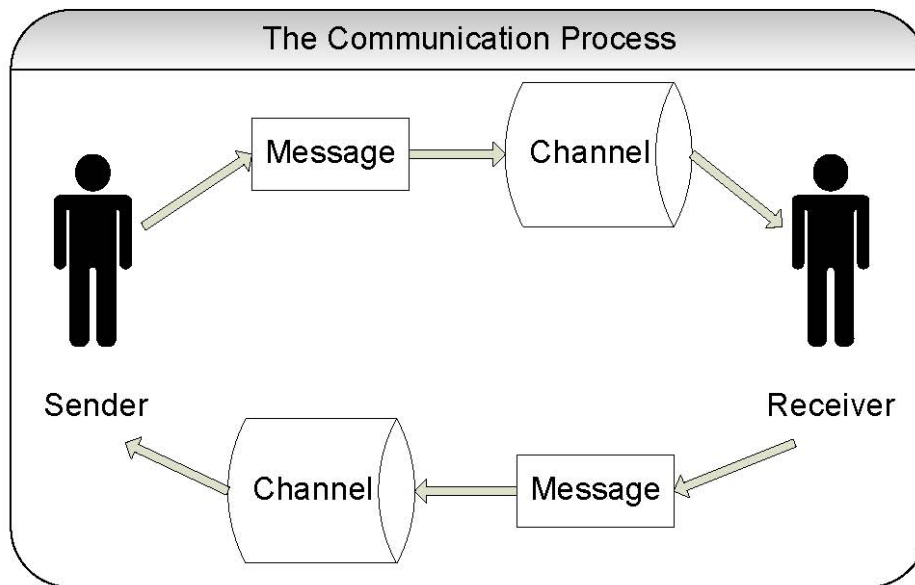 The Communication Process
Message
Channel
Sender
Receiver
Channel
Message